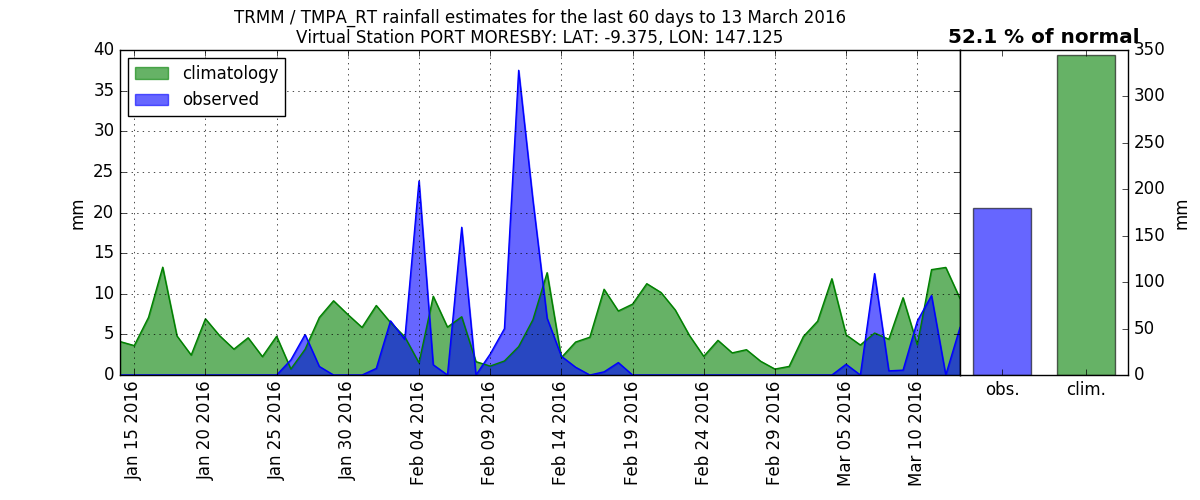 TRMM / TMPA_RT rainfall estimates for the last 60 days to 13 March 2016
Virtual Station PORT MORESBY: LAT: -9.375, LON: 147.125
52.1 % of normal
climatology
observed
mm
40
35
30
25
20
15
10
5
0
Jan 15 2016
Jan 20 2016
Jan 25 2016
Jan 30 2016
Feb 04 2016
Feb 09 2016
Feb 14 2016
Feb 19 2016
Feb 24 2016
Feb 29 2016
Mar 05 2016
Mar 10 2016
obs.
clim.
350
300
250
200
150
100
50
0
mm